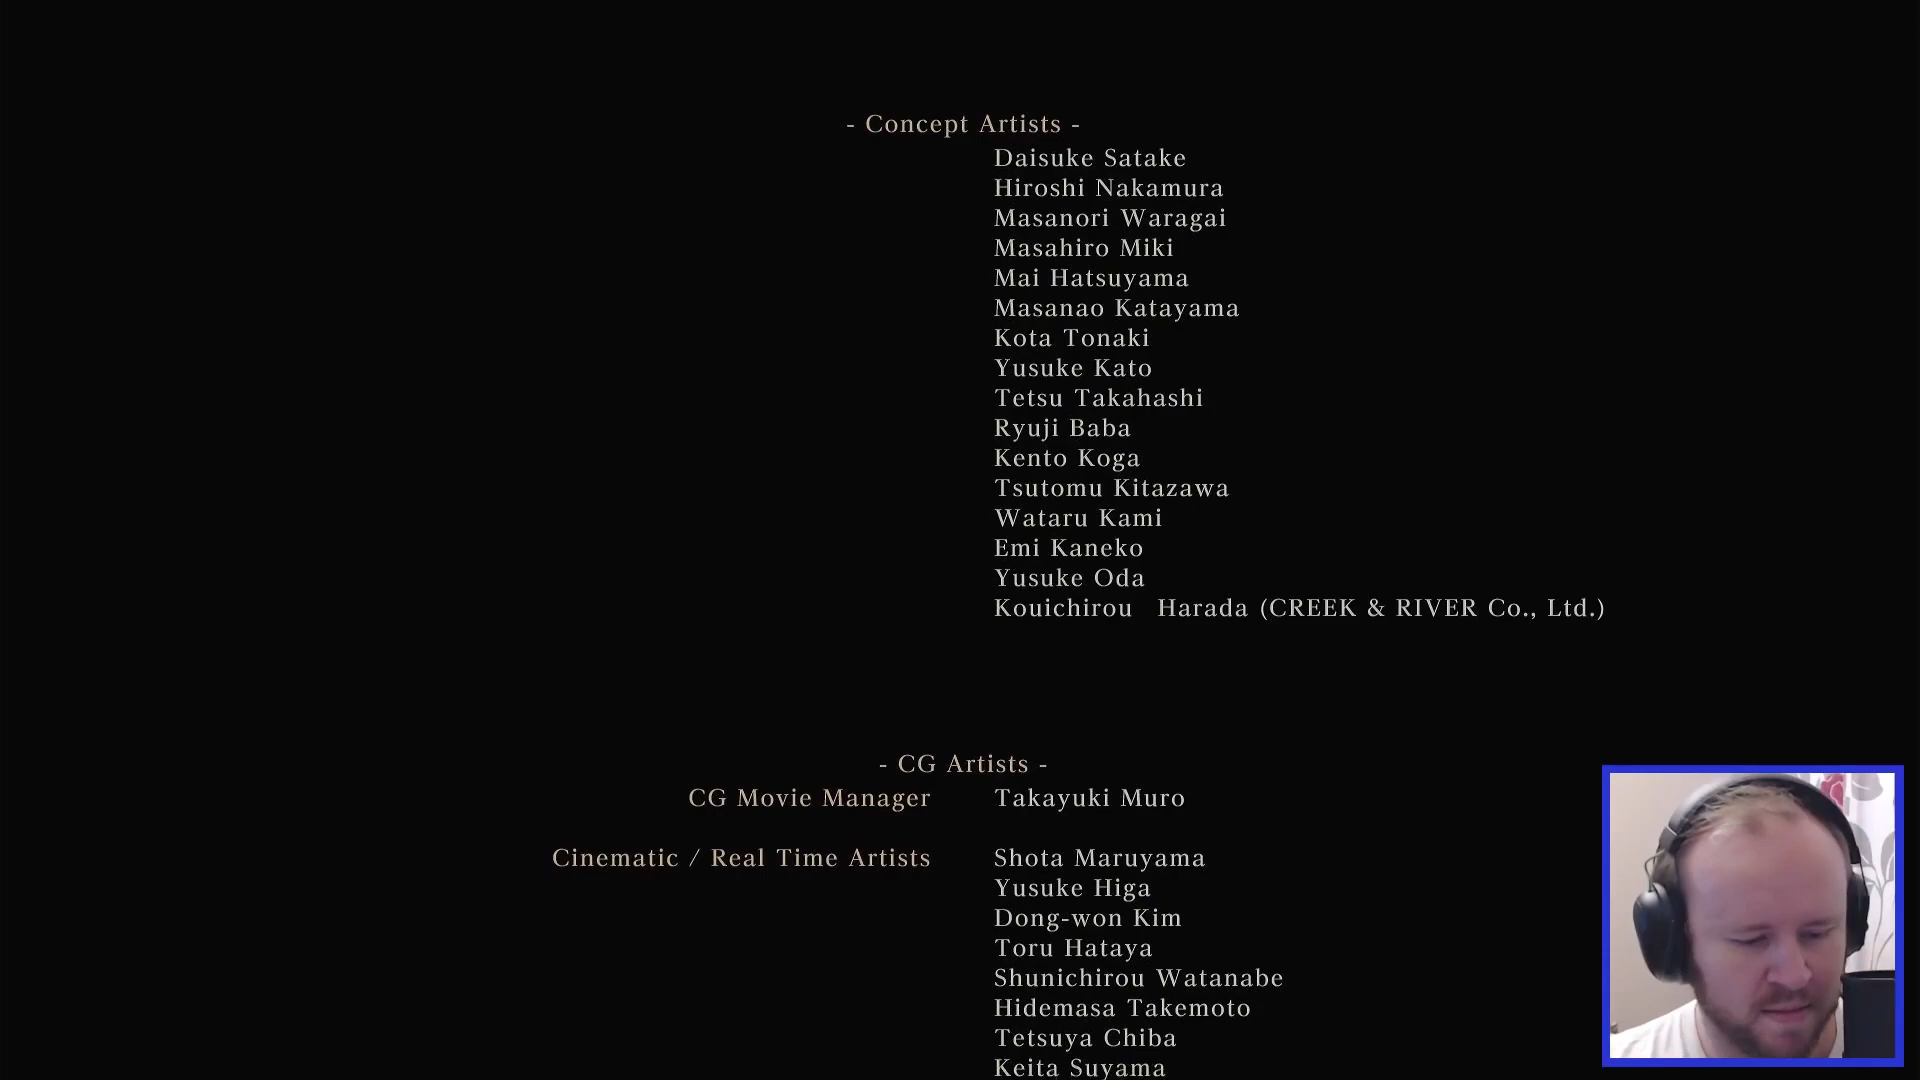 - Concept Artists -
Daisuke Satake
Hiroshi Nakamura
Masanori Waragai
Masahiro Miki
Mai Hatsuyama
Masanao Katayama
Kota Tonaki
Yusuke Kato
Tetsu Takahashi
Ryuji Baba
Kento Koga
Tsutomu Kitazawa
Wataru Kami
Emi Kaneko
Yusuke Oda
Kouichirou Harada (CREEK & RIVER Co., Ltd.)
- CG Artists -
CG Movie Manager Takayuki Muro
Cinematic / Real Time Artists Shota Maruyama
Yusuke Higa
Dong-won Kim
Toru Hataya
Shunichirou Watanabe
Hidemasa Takemoto
Tetsuya Chiba
Keita Suyama